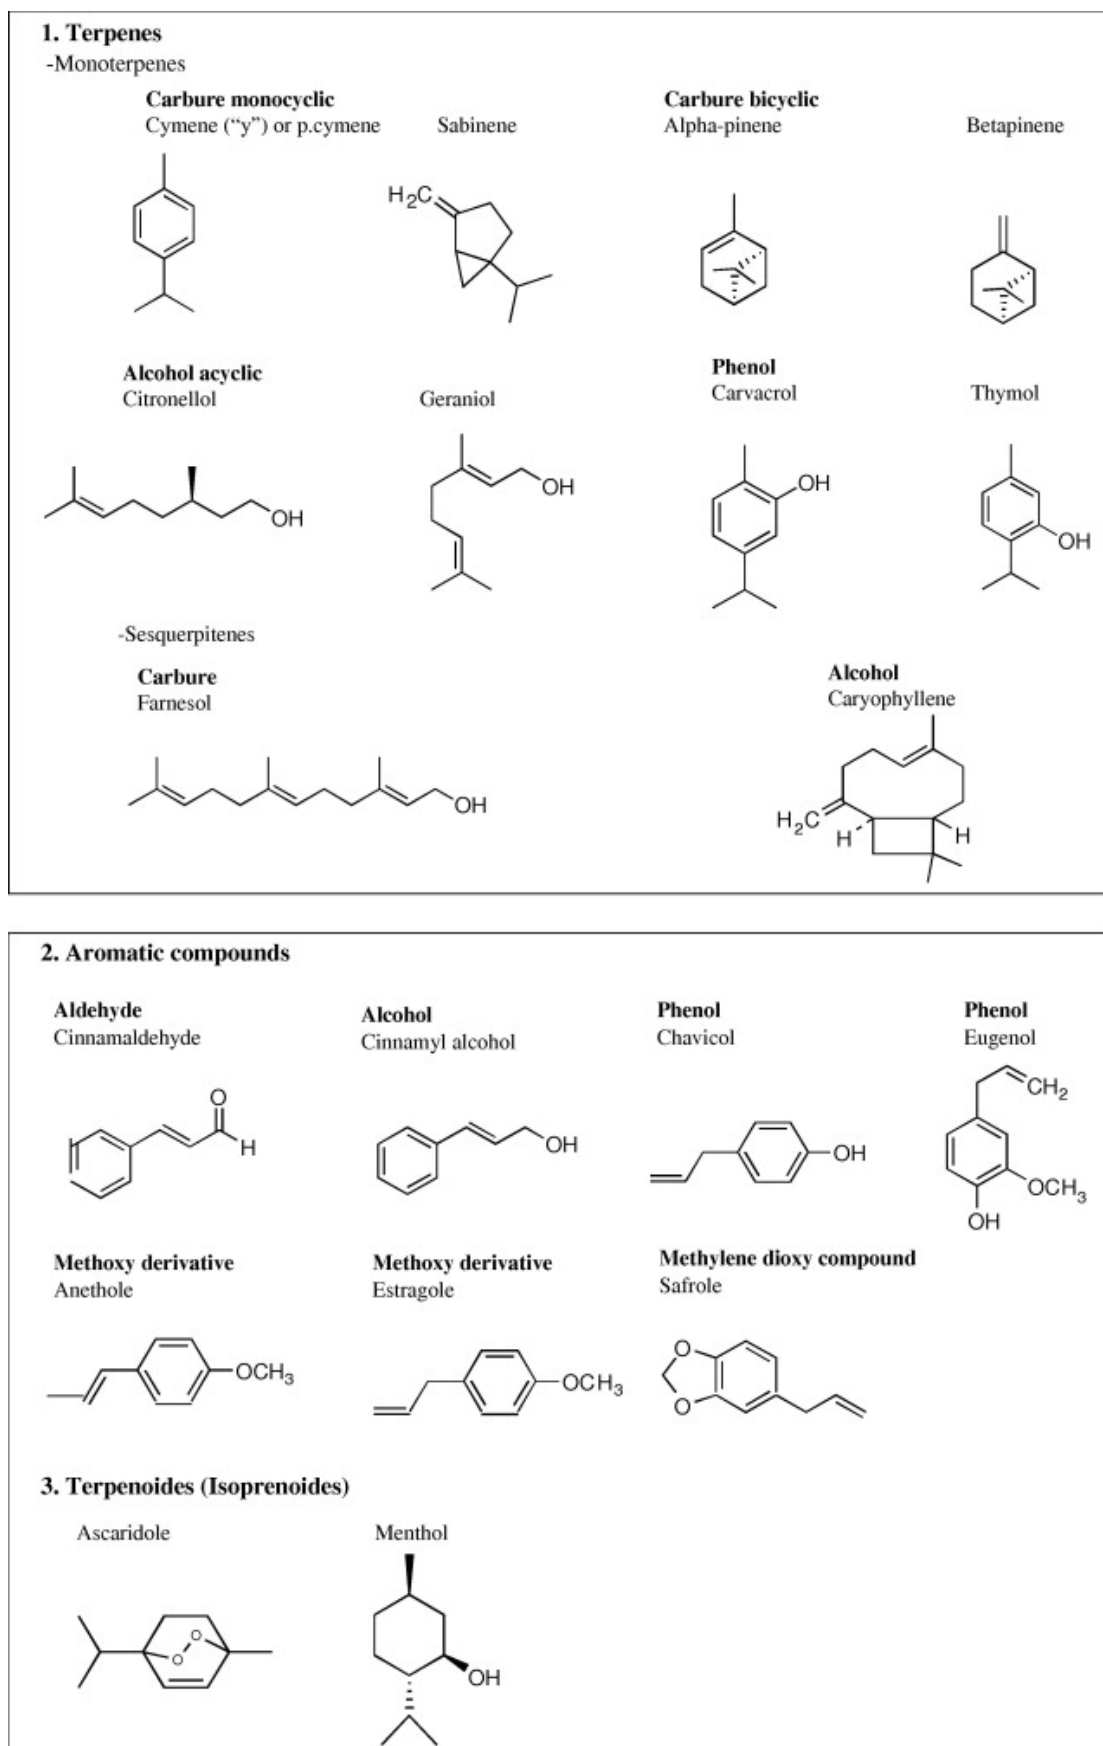 1. Terpenes
-Monoterpenes
Carbure monocyclic
Carbure bicyclic
Cymene (“y”) or p.cymene
Sabinene
Alpha-pinene
Betapinene
H2C
Alcohol acyclic
Phenol
Citronellol
Geraniol
Carvacrol
Thymol
OH
OH
OH
OH
-Sesquerpitenes
Carbure
Farnesol
Alcohol
Caryophyllene
OH
H2C
H
H
2. Aromatic compounds
Aldehyde
Cinnamaldehyde
Alcohol
Cinnamyl alcohol
Phenol
Chavicol
Phenol
Eugenol
O
H
OH
OH
CH2
OCH3
OH
Methoxy derivative
Anethole
Methoxy derivative
Estragole
Methylene dioxy compound
Safrole
OCH3
OCH3
O
O
3. Terpenoides (Isoprenoides)
Ascaridole
Menthol
O
O
OH